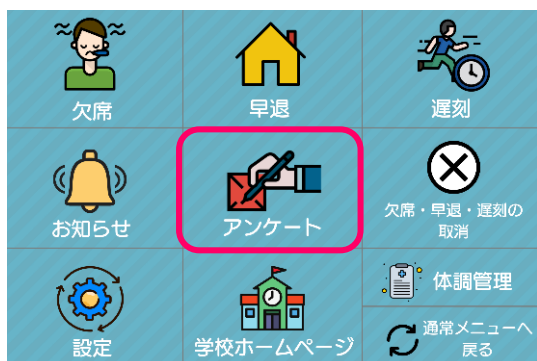 欠席
早退
遅刻
お知らせ
アンケート
欠席・早退・遅刻の
取消
設定
学校ホームページ
体調管理
通常メニューへ
戻る